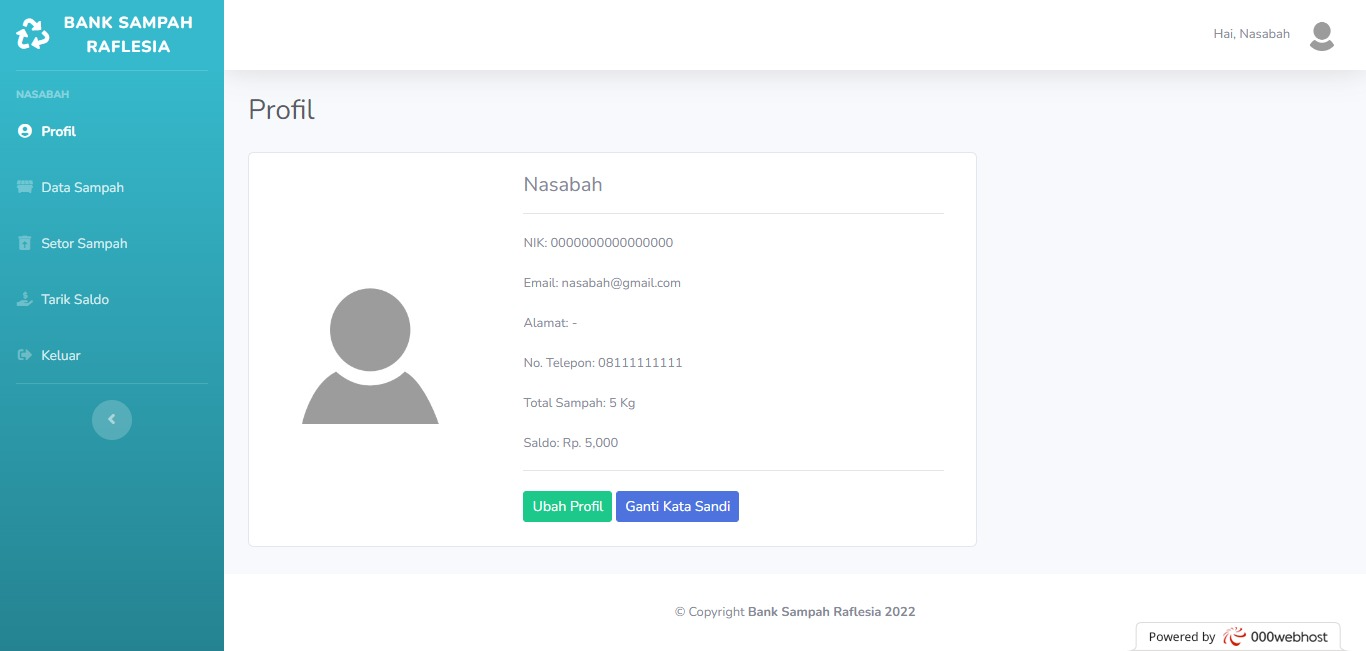 BANK SAMPAH
RAFLESIA
Hai, Nasabah
NASABAH
Profil
Data Sampah
Setor Sampah
Tarik Saldo
Keluar
Profil
Nasabah
NIK: 0000000000000000
Email: nasabah@gmail.com
Alamat: -
No. Telepon: 08111111111
Total Sampah: 5 Kg
Saldo: Rp. 5,000
Ubah Profil
Ganti Kata Sandi
© Copyright Bank Sampah Raflesia 2022
Powered by 000webhost